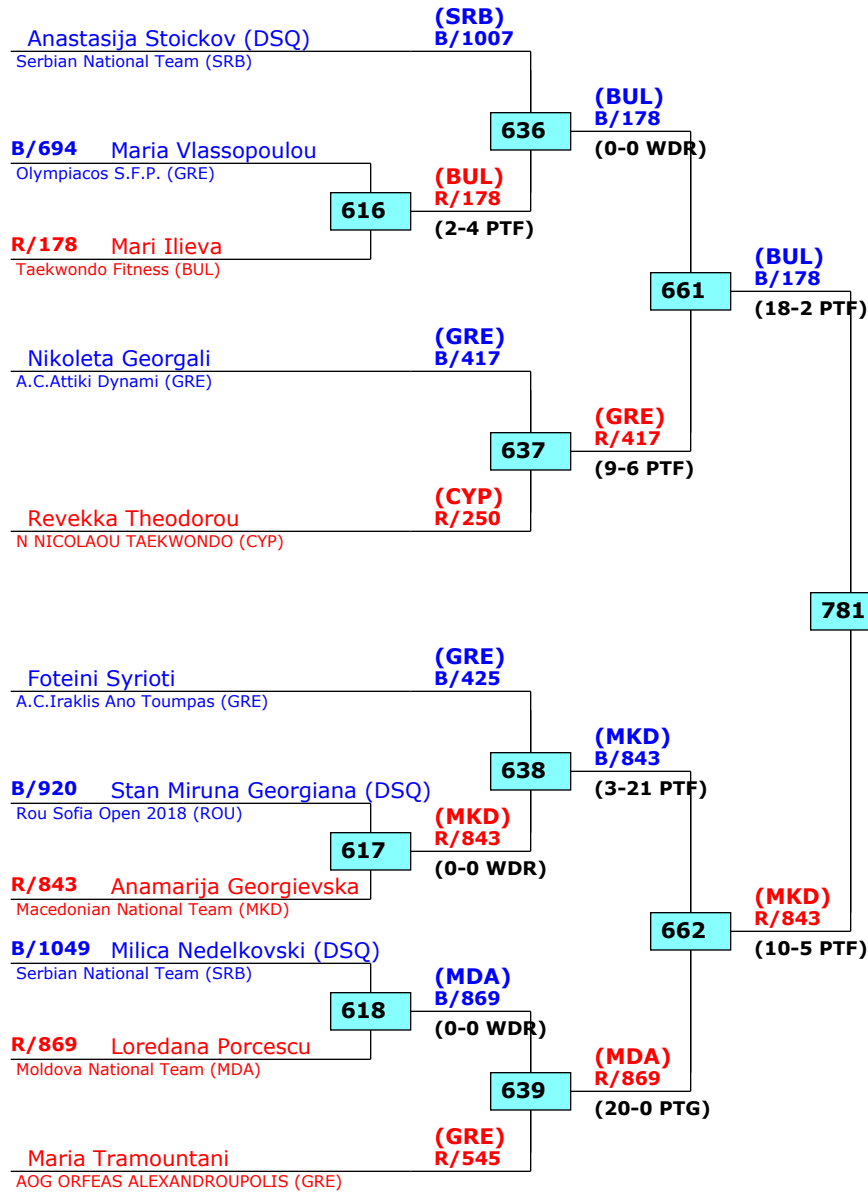 (SRB)
Anastasija Stoickov (DSQ)
B/1007
Serbian National Team (SRB)
(BUL)
636
B/178
B/694 Maria Vlassopoulou
(0-0 WDR)
Olympiacos S.F.P. (GRE)
(BUL)
616
R/178
(2-4 PTF)
R/178 Mari Ilieva
Taekwondo Fitness (BUL)
(BUL)
661
B/178
(18-2 PTF)
(GRE)
Nikoleta Georgali
B/417
A.C.Attiki Dynami (GRE)
(GRE)
637
R/417
(9-6 PTF)
(CYP)
Revekka Theodorou
R/250
N NICOLAOU TAEKWONDO (CYP)
781
(GRE)
Foteini Syrioti
B/425
A.C.Iraklis Ano Toumpas (GRE)
(MKD)
638
B/843
B/920 Stan Miruna Georgiana (DSQ)
(3-21 PTF)
Rou Sofia Open 2018 (ROU)
(MKD)
617
R/843
(0-0 WDR)
R/843 Anamarija Georgievska
Macedonian National Team (MKD)
(MKD)
662
R/843
(10-5 PTF)
B/1049 Milica Nedelkovski (DSQ)
Serbian National Team (SRB)
(MDA)
618
B/869
(0-0 WDR)
R/869 Loredana Porcescu
Moldova National Team (MDA)
(MDA)
639
R/869
(20-0 PTG)
(GRE)
Maria Tramountani
R/545
AOG ORFEAS ALEXANDROUPOLIS (GRE)